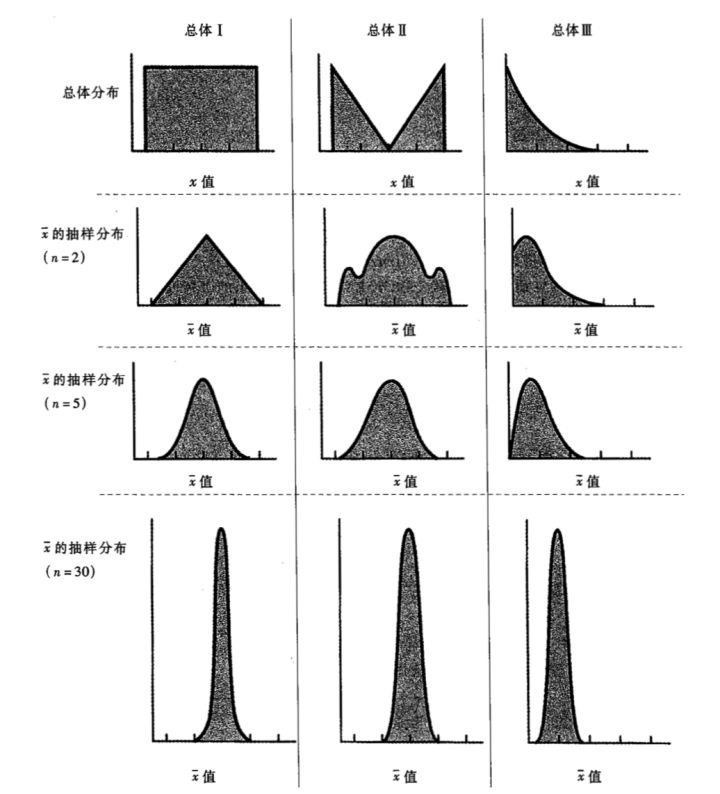 总体 I
总体 II
总体 III
总体分布
x 值
x 值
x 值
x̄ 的抽样分布
(n=2)
x̄ 值
x̄ 值
x̄ 值
x̄ 的抽样分布
(n=5)
x̄ 值
x̄ 值
x̄ 值
x̄ 的抽样分布
(n=30)
x̄ 值
x̄ 值
x̄ 值